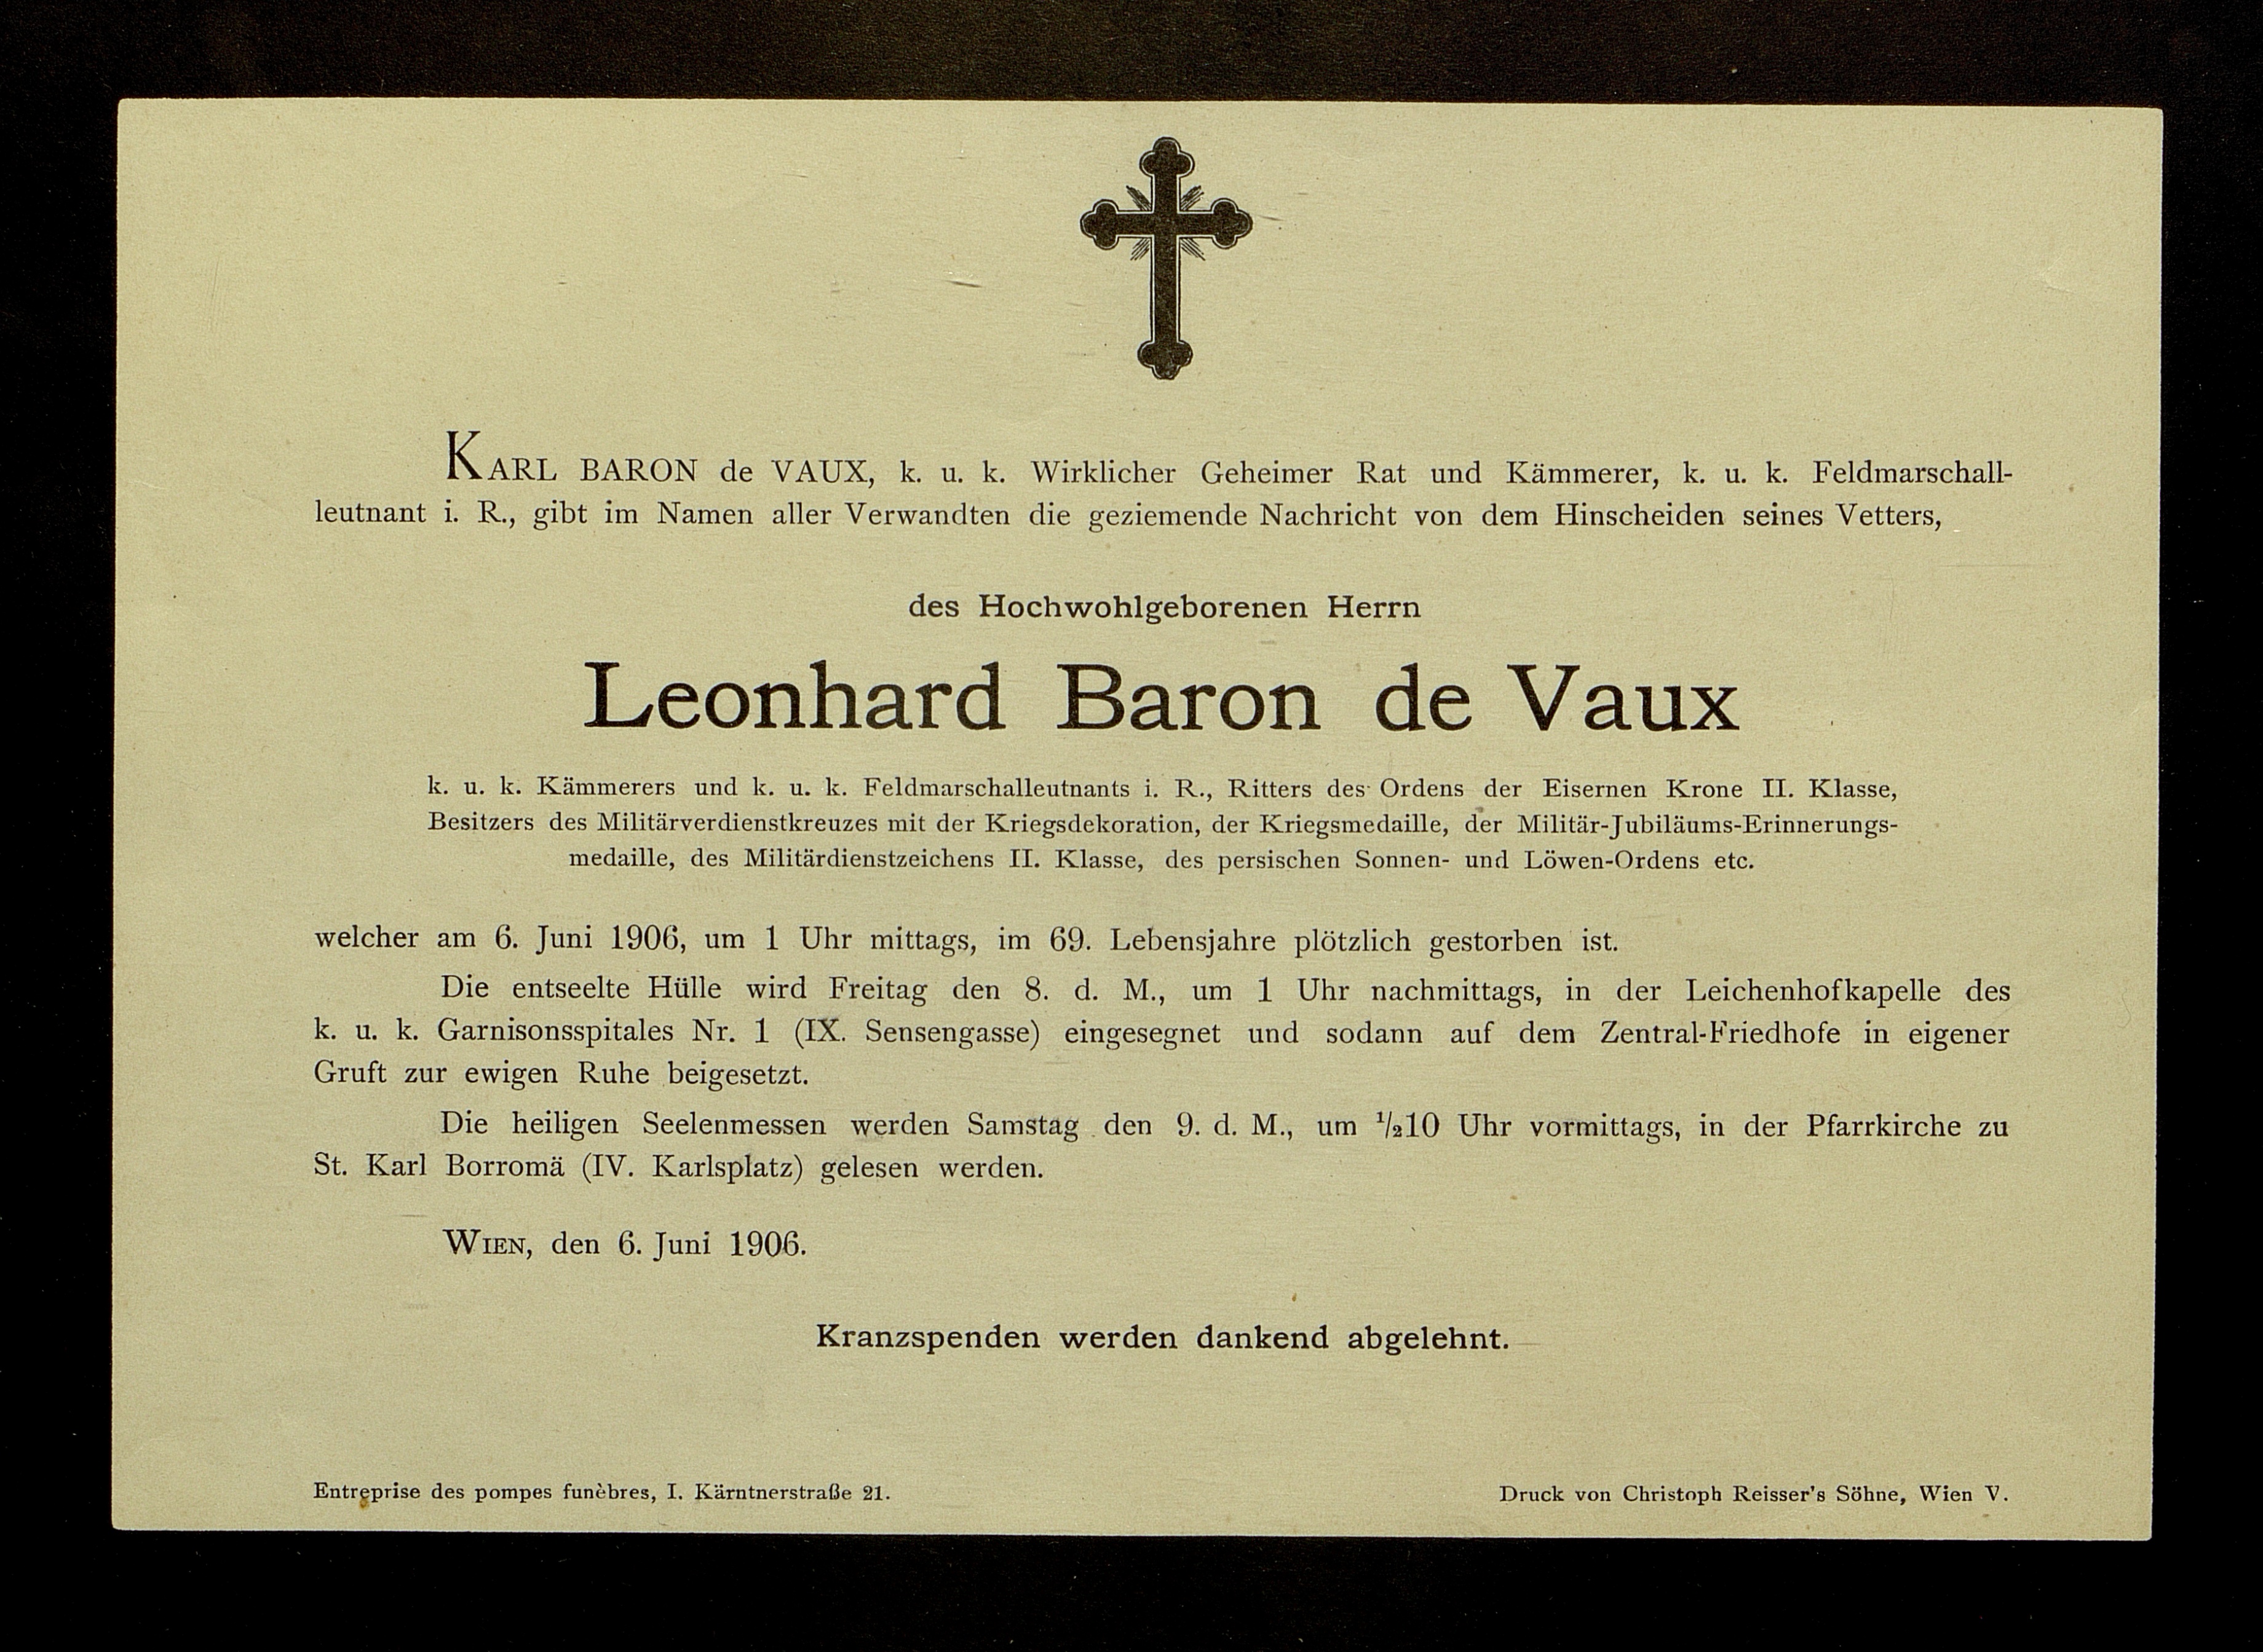 KARL BARON de VAUX, k. u. k. Wirklicher Geheimer Rat und Kämmerer, k. u. k. Feldmarschall-
leutnant i. R., gibt im Namen aller Verwandten die geziemende Nachricht von dem Hinscheiden seines Vetters,
des Hochwohlgeborenen Herrn
Leonhard Baron de Vaux
k. u. k. Kämmerers und k. u. k. Feldmarschalleutnants i. R., Ritters des Ordens der Eisernen Krone II. Klasse,
Besitzers des Militärverdienstkreuzes mit der Kriegsdekoration, der Kriegsmedaille, der Militär-Jubiläums-Erinnerungs-
medaille, des Militärdienstzeichens II. Klasse, des persischen Sonnen- und Löwen-Ordens etc.
welcher am 6. Juni 1906, um 1 Uhr mittags, im 69. Lebensjahre plötzlich gestorben ist.
Die entseelte Hülle wird Freitag den 8. d. M., um 1 Uhr nachmittags, in der Leichenhofkapelle des
k. u. k. Garnisonsspitales Nr. 1 (IX. Sensengasse) eingesegnet und sodann auf dem Zentral-Friedhofe in eigener
Gruft zur ewigen Ruhe beigesetzt.
Die heiligen Seelenmessen werden Samstag den 9. d. M., um ½10 Uhr vormittags, in der Pfarrkirche zu
St. Karl Borromä (IV. Karlsplatz) gelesen werden.
WIEN, den 6. Juni 1906.
Kranzspenden werden dankend abgelehnt.
Entreprise des pompes funèbres, I. Kärntnerstraße 21.
Druck von Christoph Reisser's Söhne, Wien V.